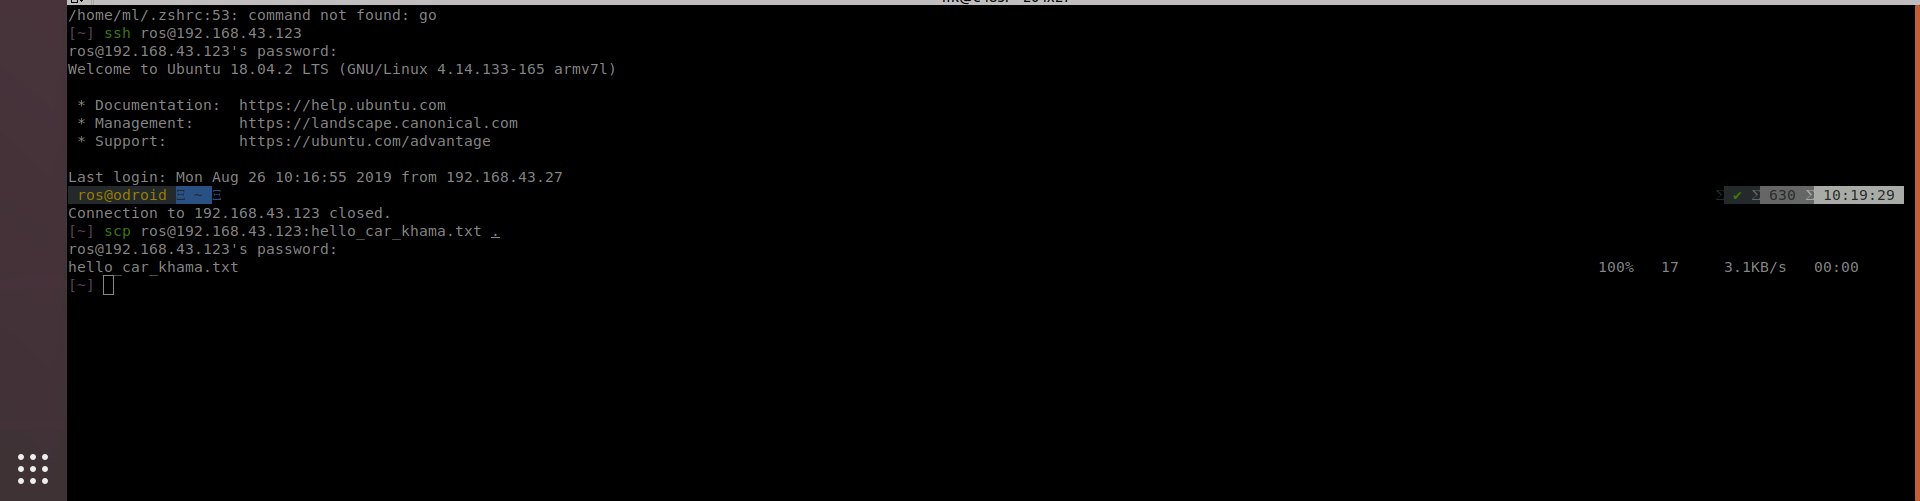 /home/ml/.zshrc:53: command not found: go
[~] ssh ros@192.168.43.123
ros@192.168.43.123's password:
Welcome to Ubuntu 18.04.2 LTS (GNU/Linux 4.14.133-165 armv7l)
* Documentation: https://help.ubuntu.com
* Management: https://landscape.canonical.com
* Support: https://ubuntu.com/advantage
Last login: Mon Aug 26 10:16:55 2019 from 192.168.43.27
ros@odroid ~ ✔ 630 10:19:29
Connection to 192.168.43.123 closed.
[~] scp ros@192.168.43.123:hello_car_khama.txt .
ros@192.168.43.123's password:
hello_car_khama.txt 100% 17 3.1KB/s 00:00
[~]